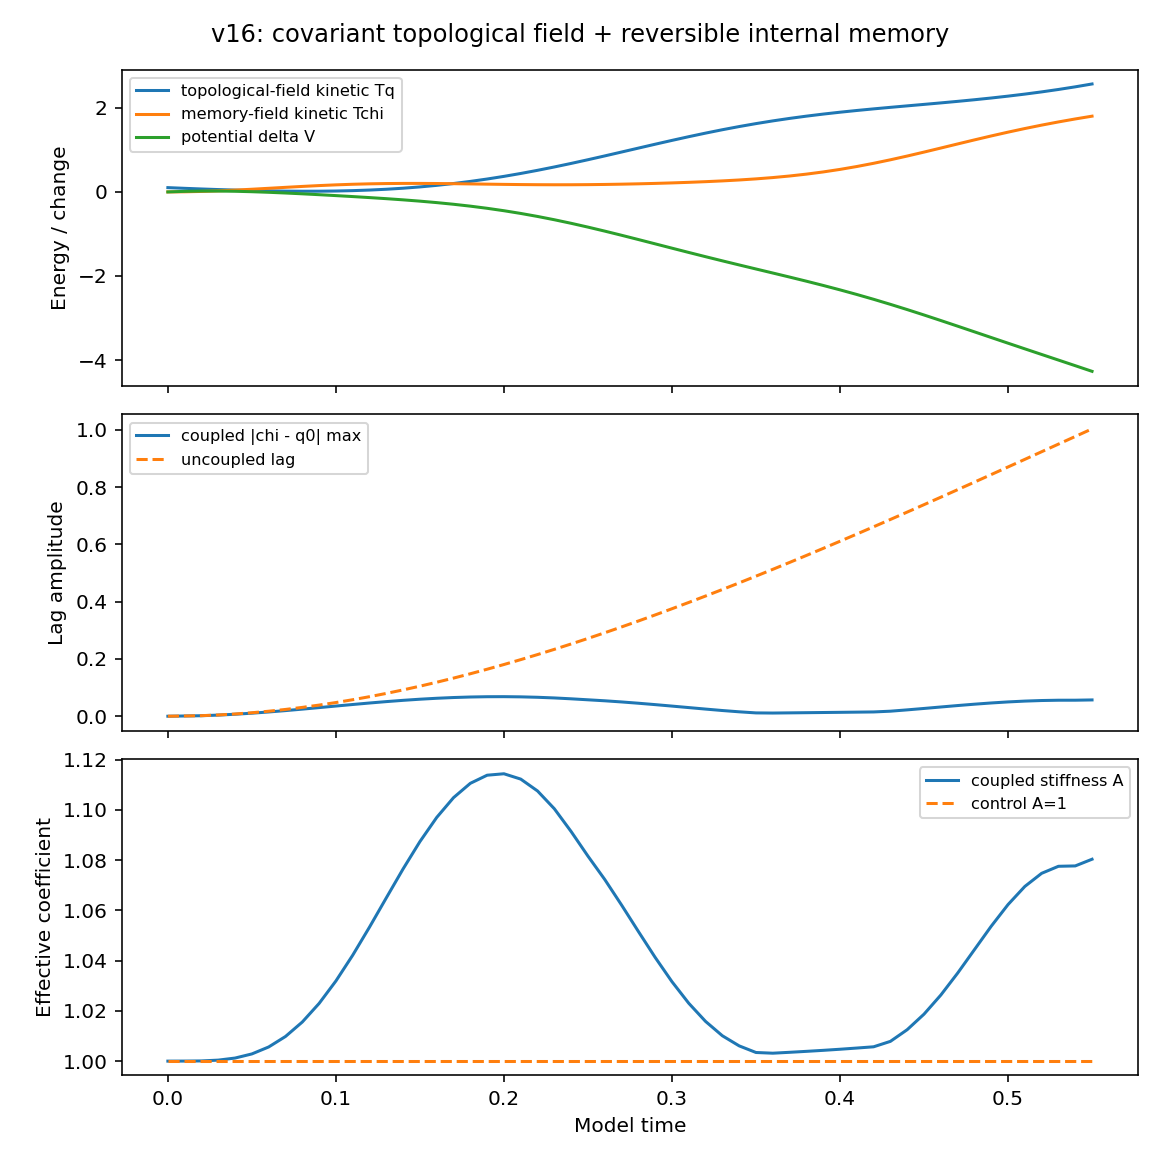 v16: covariant topological field + reversible internal memory
topological-field kinetic Tq
memory-field kinetic Tchi
potential delta V
Energy / change
2
0
−2
−4
coupled |chi - q0| max
uncoupled lag
Lag amplitude
1.0
0.8
0.6
0.4
0.2
0.0
coupled stiffness A
control A=1
Effective coefficient
1.12
1.10
1.08
1.06
1.04
1.02
1.00
0.0 0.1 0.2 0.3 0.4 0.5
Model time